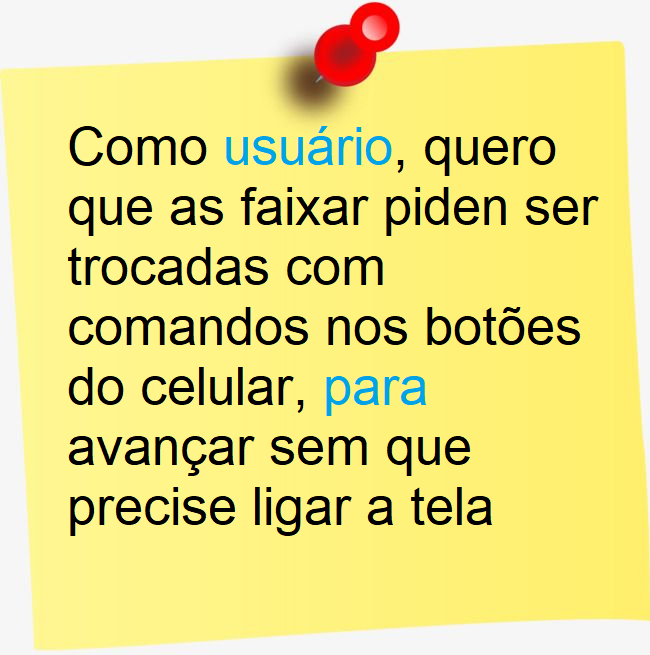 Como usuário, quero
que as faixar piden ser
trocadas com
comandos nos botões
do celular, para
avançar sem que
precise ligar a tela